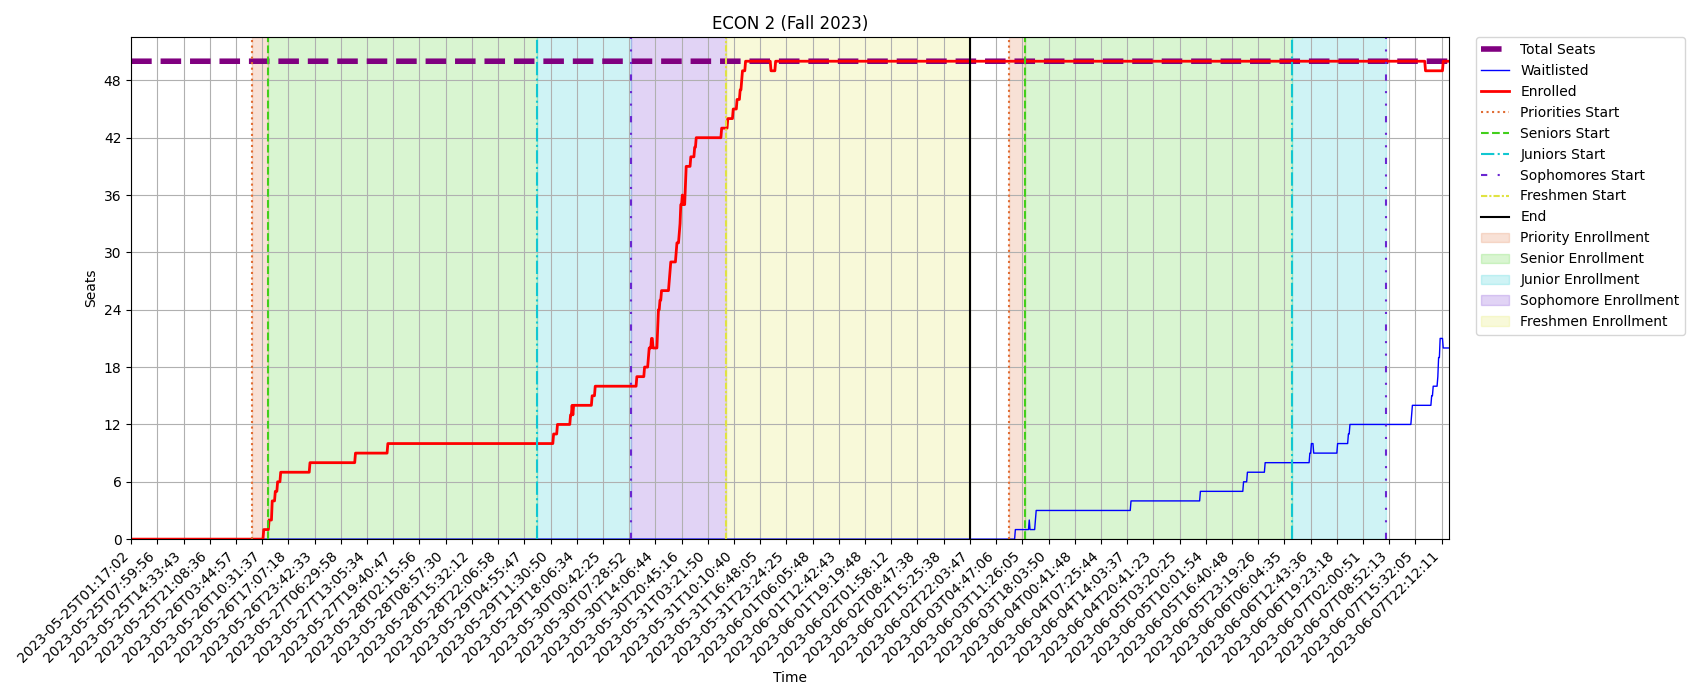 ECON 2 (Fall 2023)
Seats
48
42
36
30
24
18
12
6
0
2023-05-25T01:17:02
2023-05-25T07:59:56
2023-05-25T14:33:43
2023-05-25T21:08:36
2023-05-26T03:44:57
2023-05-26T10:31:37
2023-05-26T17:07:18
2023-05-26T23:42:33
2023-05-27T06:29:58
2023-05-27T13:05:34
2023-05-27T19:40:47
2023-05-28T02:15:56
2023-05-28T08:57:30
2023-05-28T15:32:12
2023-05-28T22:06:58
2023-05-29T04:55:47
2023-05-29T11:30:50
2023-05-29T18:06:34
2023-05-30T00:42:25
2023-05-30T07:28:52
2023-05-30T14:06:44
2023-05-30T20:45:16
2023-05-31T03:21:50
2023-05-31T10:10:40
2023-05-31T16:48:05
2023-05-31T23:24:25
2023-06-01T06:05:48
2023-06-01T12:42:43
2023-06-01T19:19:48
2023-06-02T01:58:12
2023-06-02T08:47:38
2023-06-02T15:25:38
2023-06-02T22:03:47
2023-06-03T04:47:06
2023-06-03T11:26:05
2023-06-03T18:03:50
2023-06-04T00:41:48
2023-06-04T07:25:44
2023-06-04T14:03:37
2023-06-04T20:41:23
2023-06-05T03:20:25
2023-06-05T10:01:54
2023-06-05T16:40:48
2023-06-05T23:19:26
2023-06-06T06:04:35
2023-06-06T12:43:36
2023-06-06T19:23:18
2023-06-07T02:00:51
2023-06-07T08:52:13
2023-06-07T15:32:05
2023-06-07T22:12:11
Time
Total Seats
Waitlisted
Enrolled
Priorities Start
Seniors Start
Juniors Start
Sophomores Start
Freshmen Start
End
Priority Enrollment
Senior Enrollment
Junior Enrollment
Sophomore Enrollment
Freshmen Enrollment